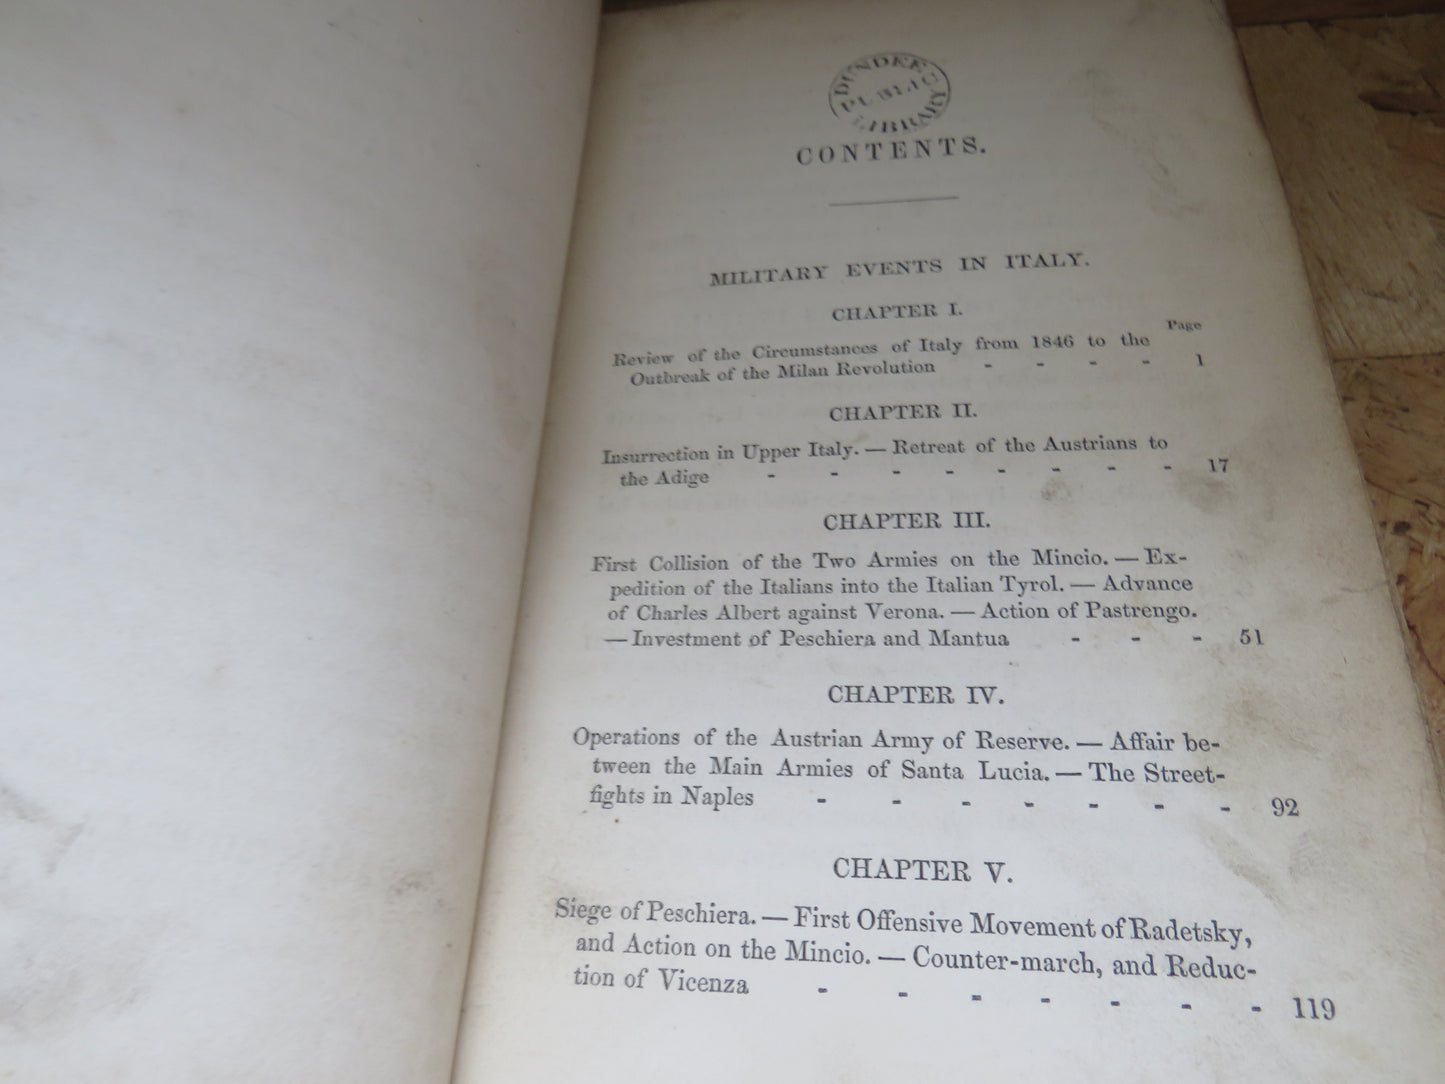 DUNDEE
PUBLIC
LIBRARY
CONTENTS.
MILITARY EVENTS IN ITALY.
CHAPTER I.
Page
Review of the Circumstances of Italy from 1846 to the
Outbreak of the Milan Revolution - - - - 1
CHAPTER II.
Insurrection in Upper Italy. — Retreat of the Austrians to
the Adige - - - - - - - - 17
CHAPTER III.
First Collision of the Two Armies on the Mincio. — Ex-
pedition of the Italians into the Italian Tyrol. — Advance
of Charles Albert against Verona. — Action of Pastrengo.
— Investment of Peschiera and Mantua - - - 51
CHAPTER IV.
Operations of the Austrian Army of Reserve. — Affair be-
tween the Main Armies of Santa Lucia. — The Street-
fights in Naples - - - - - - - 92
CHAPTER V.
Siege of Peschiera. — First Offensive Movement of Radetsky,
and Action on the Mincio. — Counter-march, and Reduc-
tion of Vicenza - - - - - - - 119